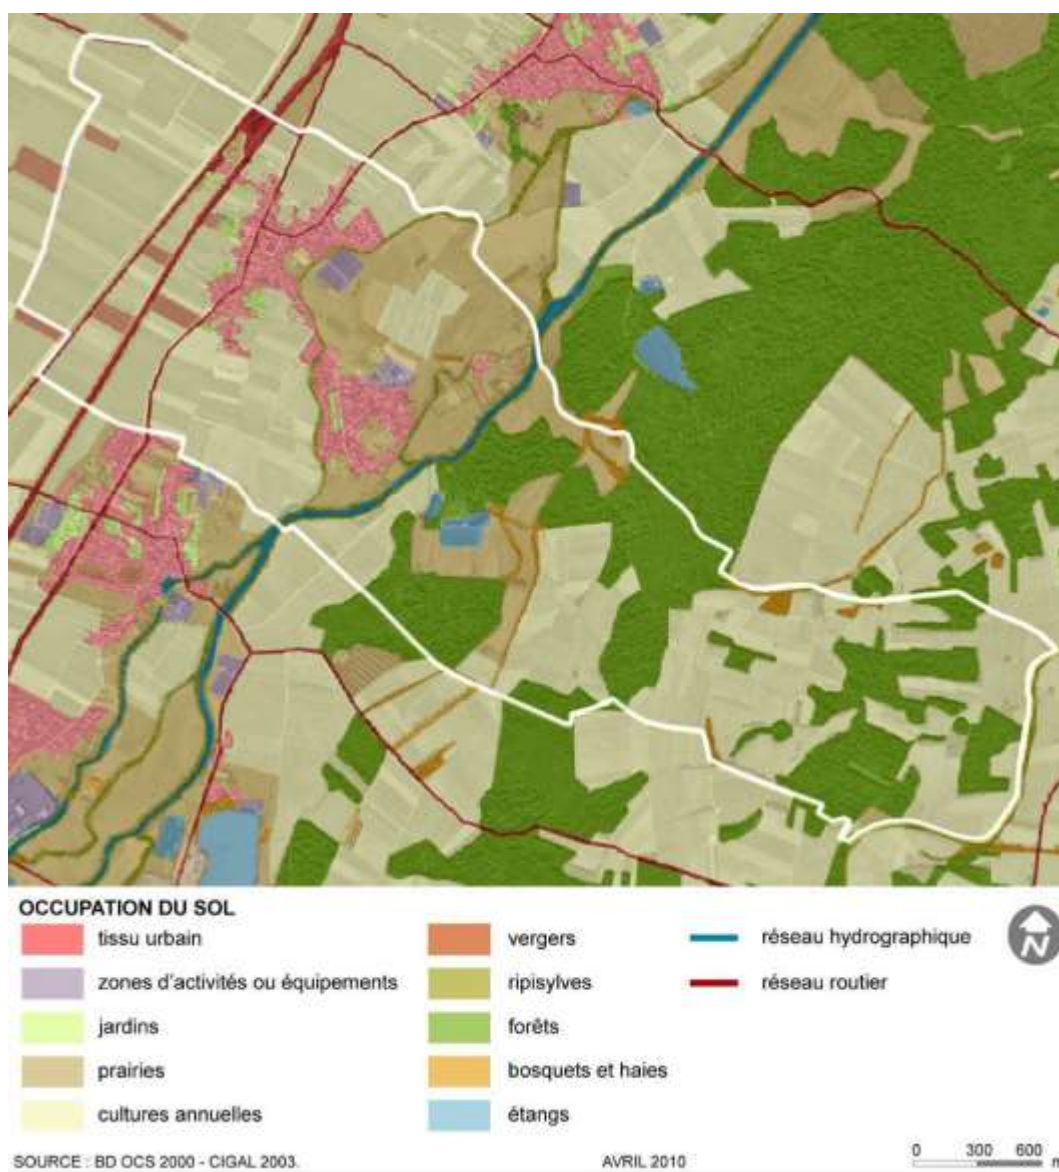 OCCUPATION DU SOL
tissu urbain
zones d'activités ou équipements
jardins
prairies
cultures annuelles
vergers
ripisylves
forêts
bosquets et haies
étangs
réseau hydrographique
réseau routier
N
SOURCE : BD OCS 2000 - CIGAL 2003.
AVRIL 2010
0 300 600 m